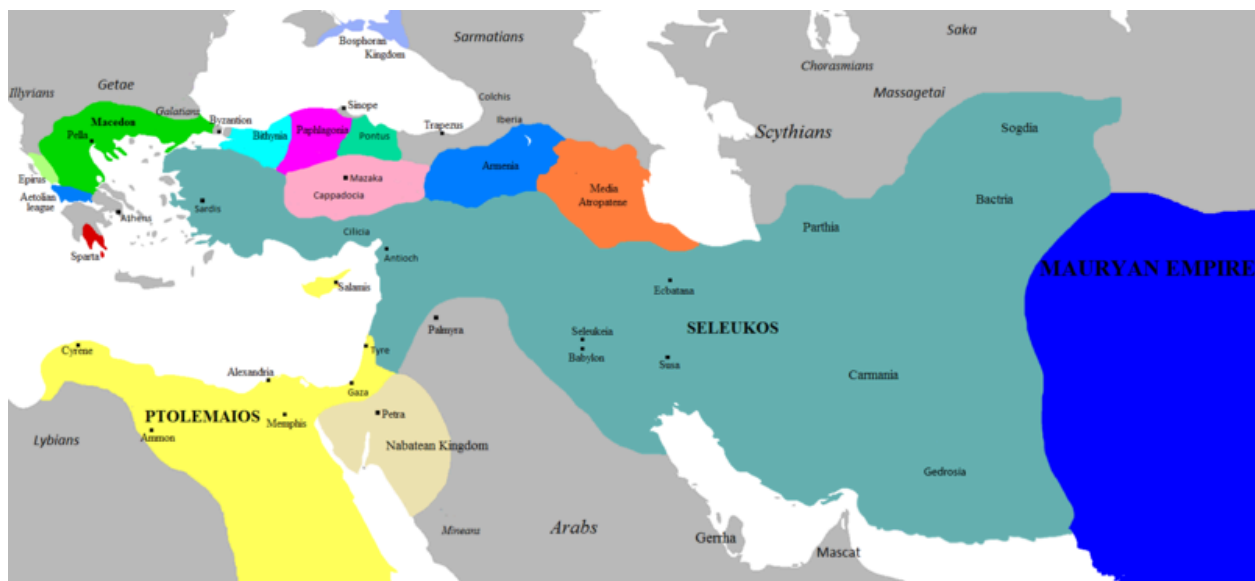 Bosphoran
Kingdom
Sarmatians
Saka
Chorasmians
Massagetai
Illyrians
Getae
Galatians
Macedon
Pella
Byzantion
Bithynia
Sinope
Paphlagonia
Pontus
Colchis
Trapezus
Iberia
Scythians
Sogdia
Epirus
Aetolian
league
Athens
Sparta
Sardis
Mazaka
Cappadocia
Armenia
Media
Atropatene
Parthia
Bactria
Cilicia
Antioch
MAURYAN EMPIRE
Salamis
Ecbatana
Palmyra
Seleukeia
Babylon
SELEUKOS
Susa
Cyrene
Tyre
Alexandria
Gaza
Carmania
PTOLEMAIOS
Memphis
Petra
Ammon
Lybians
Nabatean Kingdom
Gedrosia
Mineans
Arabs
Gerrha
Mascat